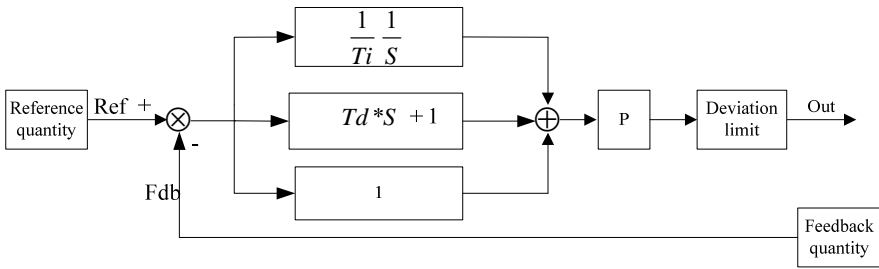 1 1
Ti S
Reference
quantity
Ref +
-
Td*S +1
P
Deviation
limit
Out
1
Fdb
Feedback
quantity